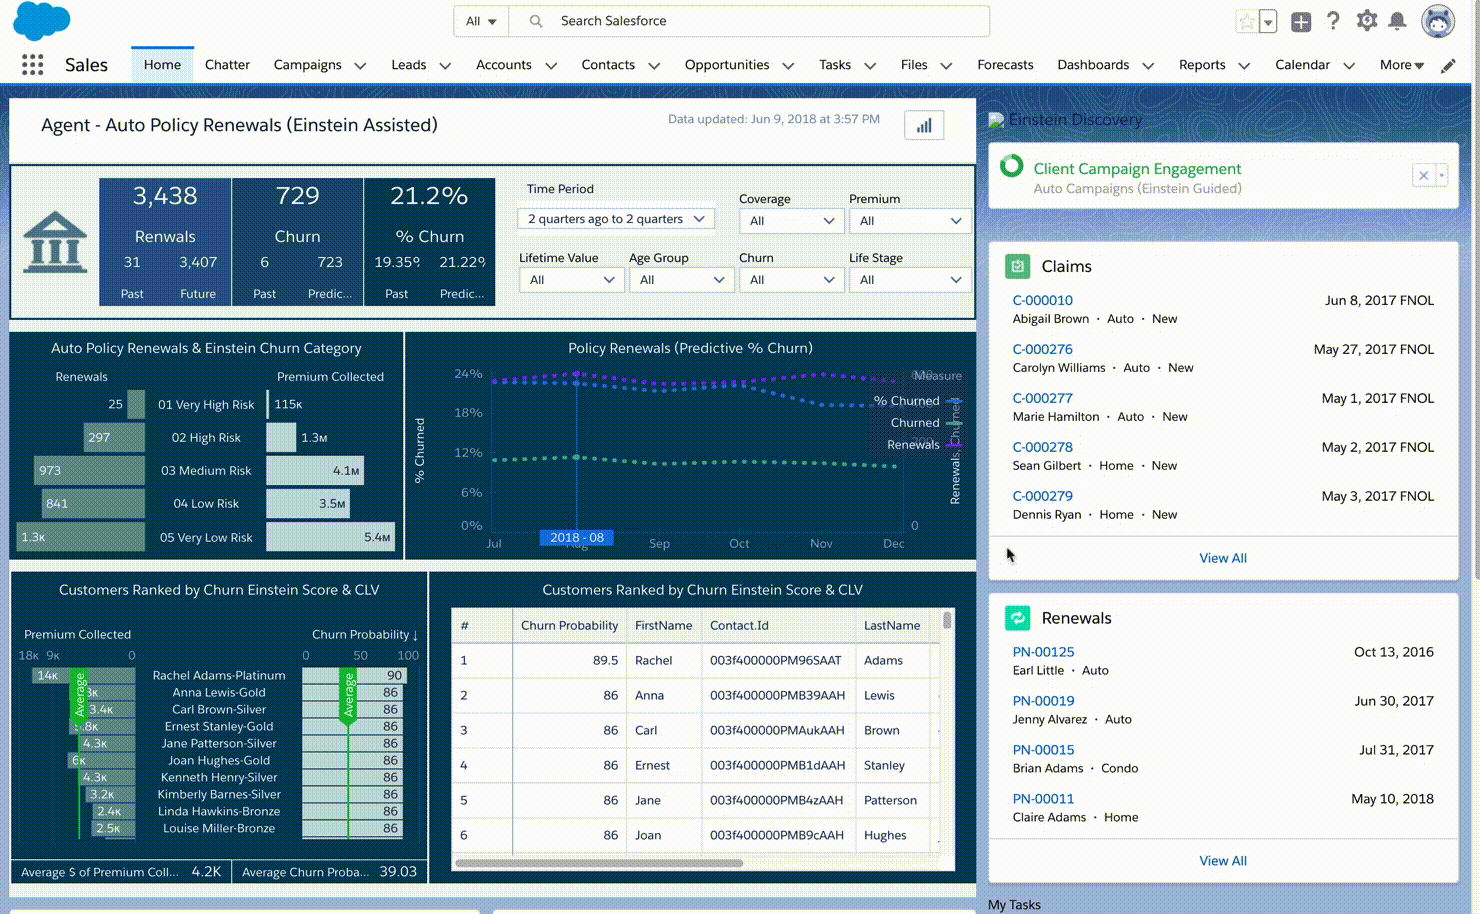 All
Search Salesforce
Sales
Home
Chatter
Campaigns
Leads
Accounts
Contacts
Opportunities
Tasks
Files
Forecasts
Dashboards
Reports
Calendar
More
Agent - Auto Policy Renewals (Einstein Assisted)
Data updated: Jun 9, 2018 at 3:57 PM
3,438
Renwals
31 3,407
Past Future
729
Churn
6 723
Past Predic...
21.2%
% Churn
19.35% 21.22%
Past Predic...
Time Period
2 quarters ago to 2 quarters
Coverage
All
Premium
All
Lifetime Value
All
Age Group
All
Churn
All
Life Stage
All
Auto Policy Renewals & Einstein Churn Category
Renewals Premium Collected
25 01 Very High Risk 115K
297 02 High Risk 1.3M
973 03 Medium Risk 4.1M
841 04 Low Risk 3.5M
1.3K 05 Very Low Risk 5.4M
Policy Renewals (Predictive % Churn)
% Churned
24%
18%
12%
6%
0%
Measure
% Churned
Churned
Renewals
Renewals, Churned
0
2018 - 08
Jul Aug Sep Oct Nov Dec
Customers Ranked by Churn Einstein Score & CLV
Premium Collected Churn Probability ↓
18K 9K 0 0 50 100
Average
Average
14K Rachel Adams-Platinum 90
Anna Lewis-Gold 86
3.4K Carl Brown-Silver 86
Ernest Stanley-Gold 86
4.3K Jane Patterson-Silver 86
6K Joan Hughes-Gold 86
4.3K Kenneth Henry-Silver 86
3.2K Kimberly Barnes-Silver 86
2.4K Linda Hawkins-Bronze 86
2.5K Louise Miller-Bronze 86
Average $ of Premium Coll... 4.2K
Average Churn Proba... 39.03
Customers Ranked by Churn Einstein Score & CLV
# Churn Probability FirstName Contact.Id LastName
1 89.5 Rachel 003f400000PM96SAAT Adams
2 86 Anna 003f400000PMB39AAH Lewis
3 86 Carl 003f400000PMAukAAH Brown
4 86 Ernest 003f400000PMB1dAAH Stanley
5 86 Jane 003f400000PMB4zAAH Patterson
6 86 Joan 003f400000PMB9cAAH Hughes
Einstein Discovery
Client Campaign Engagement
Auto Campaigns (Einstein Guided)
Claims
C-000010 Jun 8, 2017 FNOL
Abigail Brown · Auto · New
C-000276 May 27, 2017 FNOL
Carolyn Williams · Auto · New
C-000277 May 1, 2017 FNOL
Marie Hamilton · Auto · New
C-000278 May 2, 2017 FNOL
Sean Gilbert · Home · New
C-000279 May 3, 2017 FNOL
Dennis Ryan · Home · New
View All
Renewals
PN-00125 Oct 13, 2016
Earl Little · Auto
PN-00019 Jun 30, 2017
Jenny Alvarez · Auto
PN-00015 Jul 31, 2017
Brian Adams · Condo
PN-00011 May 10, 2018
Claire Adams · Home
View All
My Tasks